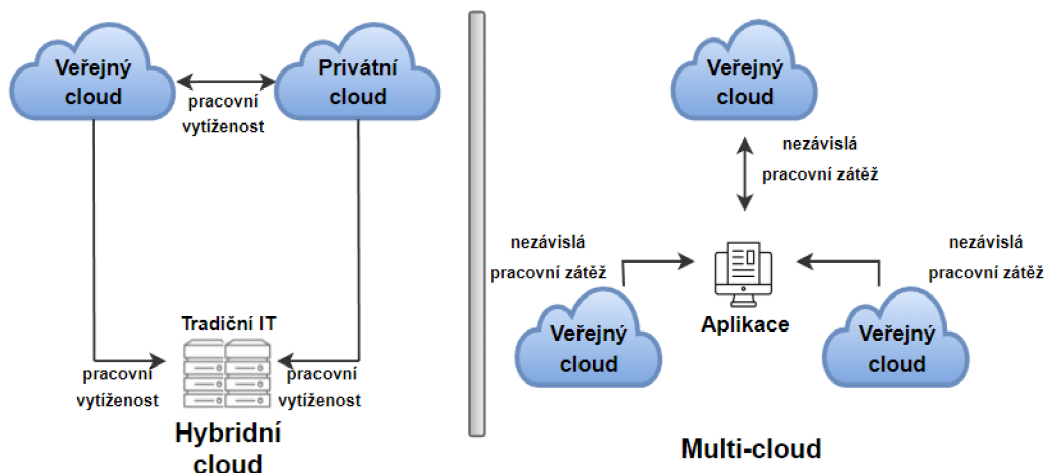 Veřejný
cloud
pracovní
vytíženost
Privátní
cloud
Tradiční IT
pracovní
vytíženost
pracovní
vytíženost
Hybridní
cloud
Veřejný
cloud
nezávislá
pracovní zátěž
nezávislá
pracovní zátěž
Veřejný
cloud
Aplikace
nezávislá
pracovní zátěž
Veřejný
cloud
Multi-cloud